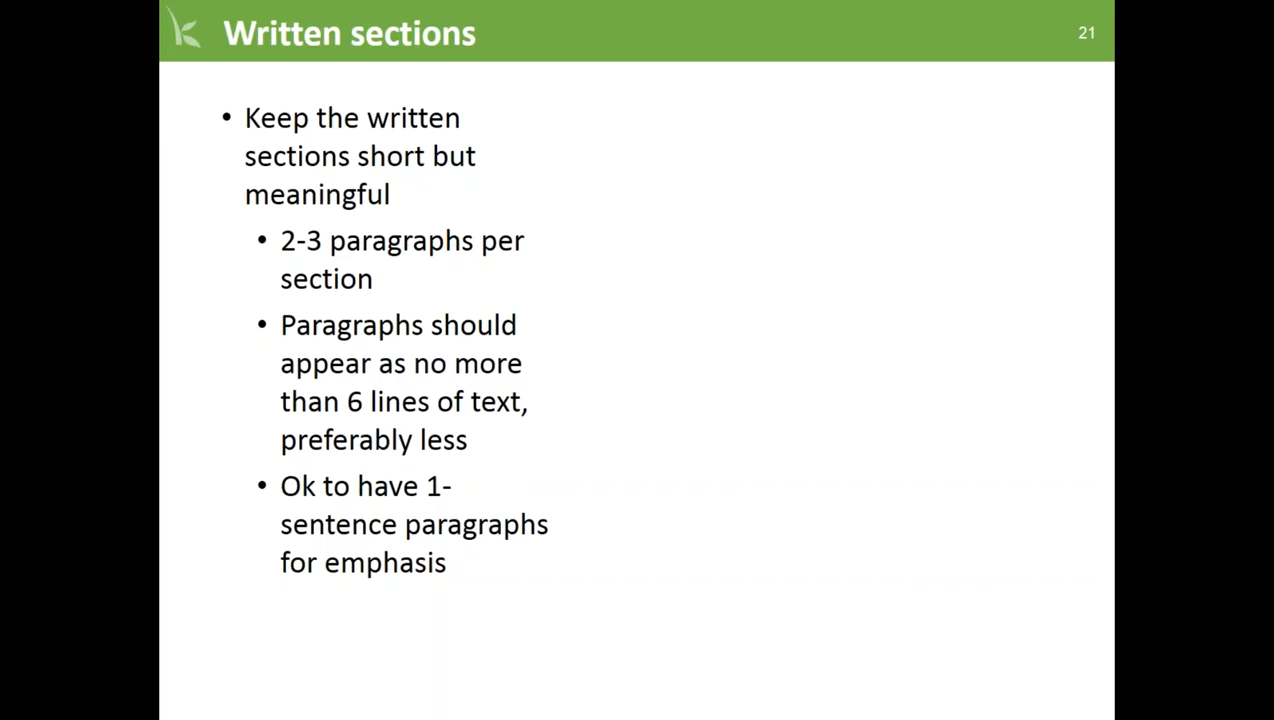 Written sections
21
• Keep the written
sections short but
meaningful
• 2-3 paragraphs per
section
• Paragraphs should
appear as no more
than 6 lines of text,
preferably less
• Ok to have 1-
sentence paragraphs
for emphasis